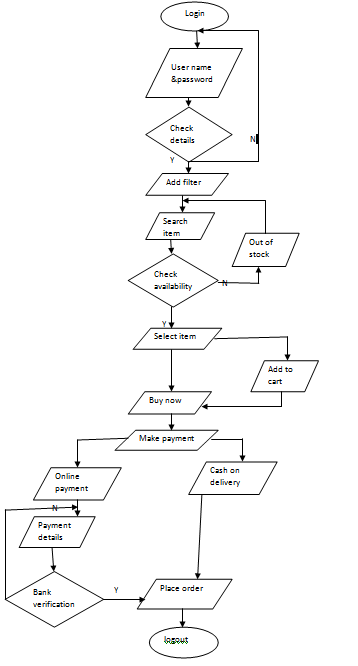 Login
User name
&password
Check
details
N
Y
Add filter
Search
item
Out of
stock
Check
availability
N
Y
Select item
Add to
cart
Buy now
Make payment
Online
payment
Cash on
delivery
N
Payment
details
Bank
verification
Y
Place order
logout